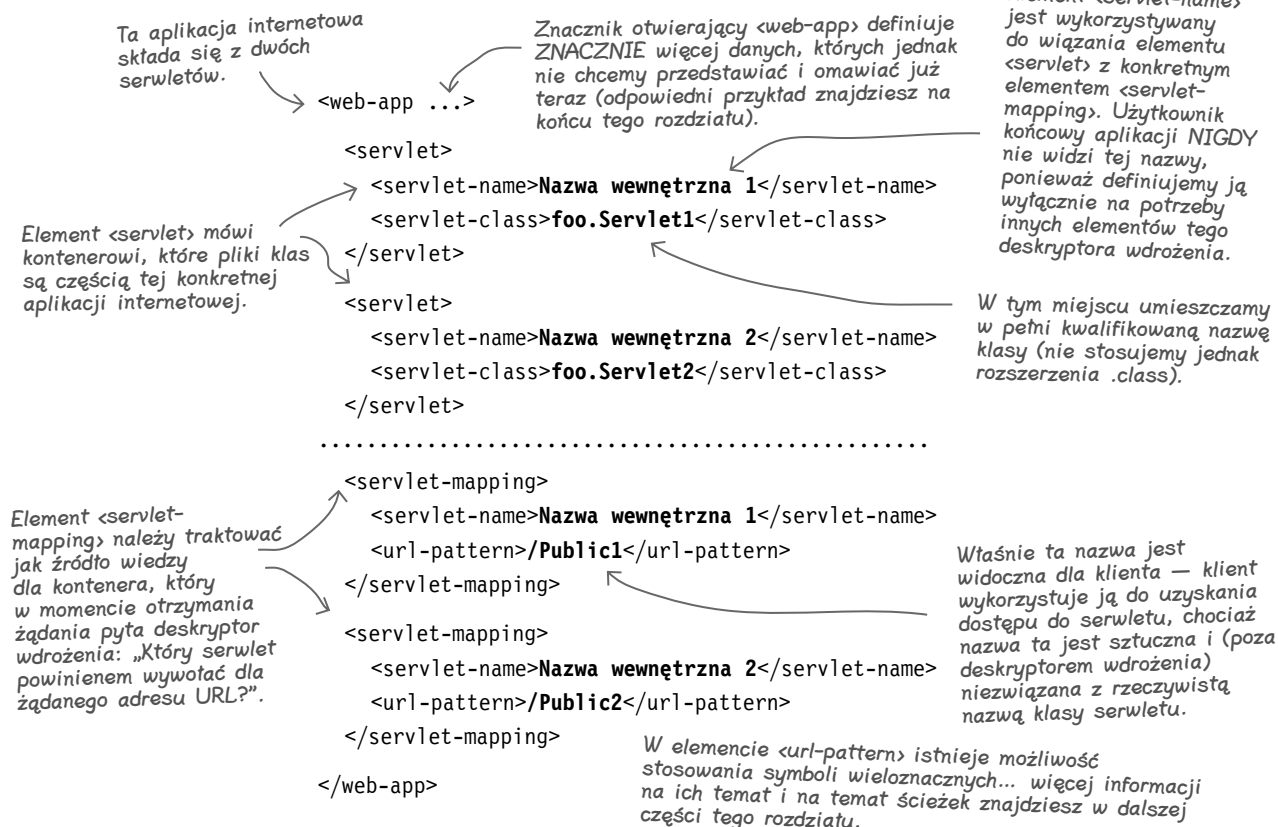 Ta aplikacja internetowa
składa się z dwóch
serwletów.
Znacznik otwierający <web-app> definiuje
ZNACZNIE więcej danych, których jednak
nie chcemy przedstawiać i omawiać już
teraz (odpowiedni przykład znajdziesz na
końcu tego rozdziału).
<servlet-name>
jest wykorzystywany
do wiązania elementu
<servlet> z konkretnym
elementem <servlet-
mapping>. Użytkownik
końcowy aplikacji NIGDY
nie widzi tej nazwy,
ponieważ definiujemy ją
wyłącznie na potrzeby
innych elementów tego
deskryptora wdrożenia.
<web-app ...>
<servlet>
<servlet-name>Nazwa wewnętrzna 1</servlet-name>
<servlet-class>foo.Servlet1</servlet-class>
</servlet>
Element <servlet> mówi
kontenerowi, które pliki klas
są częścią tej konkretnej
aplikacji internetowej.
<servlet>
<servlet-name>Nazwa wewnętrzna 2</servlet-name>
<servlet-class>foo.Servlet2</servlet-class>
</servlet>
W tym miejscu umieszczamy
w pełni kwalifikowaną nazwę
klasy (nie stosujemy jednak
rozszerzenia .class).
<servlet-mapping>
<servlet-name>Nazwa wewnętrzna 1</servlet-name>
<url-pattern>/Public1</url-pattern>
</servlet-mapping>
Element <servlet-
mapping> należy traktować
jak źródło wiedzy
dla kontenera, który
w momencie otrzymania
żądania pyta deskryptor
wdrożenia: „Który serwlet
powinienem wywołać dla
żądanego adresu URL?”.
<servlet-mapping>
<servlet-name>Nazwa wewnętrzna 2</servlet-name>
<url-pattern>/Public2</url-pattern>
</servlet-mapping>
</web-app>
Właśnie ta nazwa jest
widoczna dla klienta — klient
wykorzystuje ją do uzyskania
dostępu do serwletu, chociaż
nazwa ta jest sztuczna i (poza
deskryptorem wdrożenia)
niezwiązana z rzeczywistą
nazwą klasy serwletu.
W elemencie <url-pattern> istnieje możliwość
stosowania symboli wieloznacznych... więcej informacji
na ich temat i na temat ścieżek znajdziesz w dalszej
części tego rozdziału.